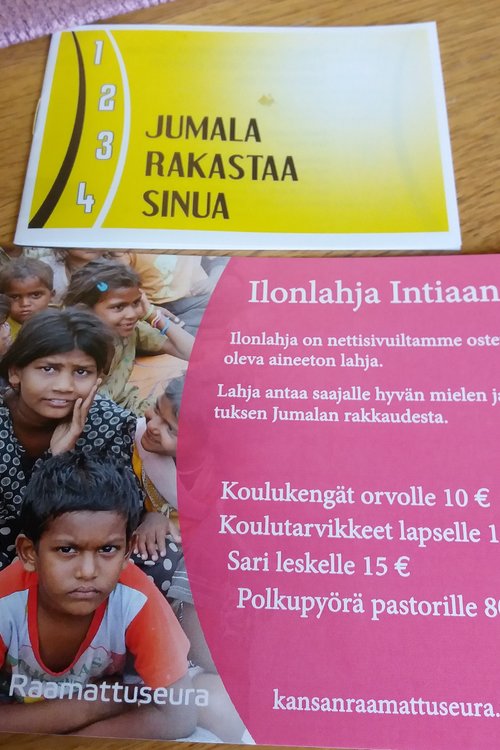 1
2
3
4
JUMALA
RAKASTAA
SINUA
Ilonlahja Intiaan
Ilonlahja on nettisivuiltamme oste
oleva aineeton lahja.
Lahja antaa saajalle hyvän mielen ja
tuksen Jumalan rakkaudesta.
Koulukengät orvolle 10 €
Koulutarvikkeet lapselle 1
Sari leskelle 15 €
Polkupyörä pastorille 8
Raamattuseura
kansanraamattuseura.